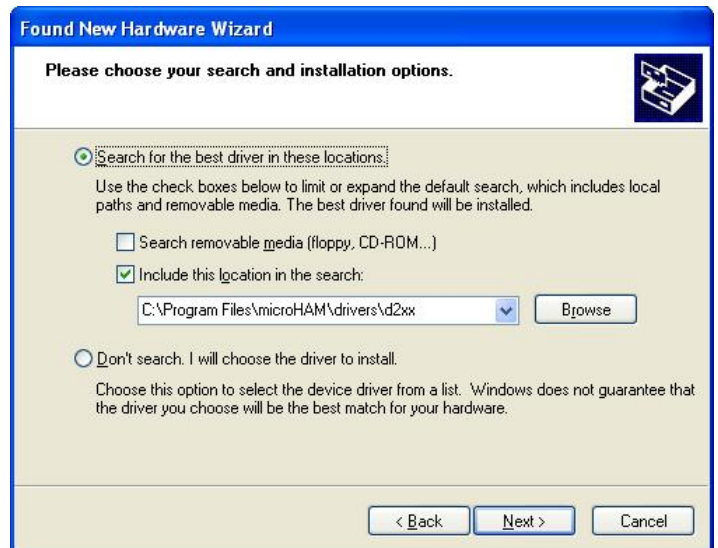 Found New Hardware Wizard
Please choose your search and installation options.
Search for the best driver in these locations.
Use the check boxes below to limit or expand the default search, which includes local
paths and removable media. The best driver found will be installed.
Search removable media (floppy, CD-ROM...)
Include this location in the search:
C:\Program Files\microHAM\drivers\d2xx
Browse
Don't search. I will choose the driver to install.
Choose this option to select the device driver from a list. Windows does not guarantee that
the driver you choose will be the best match for your hardware.
< Back Next > Cancel